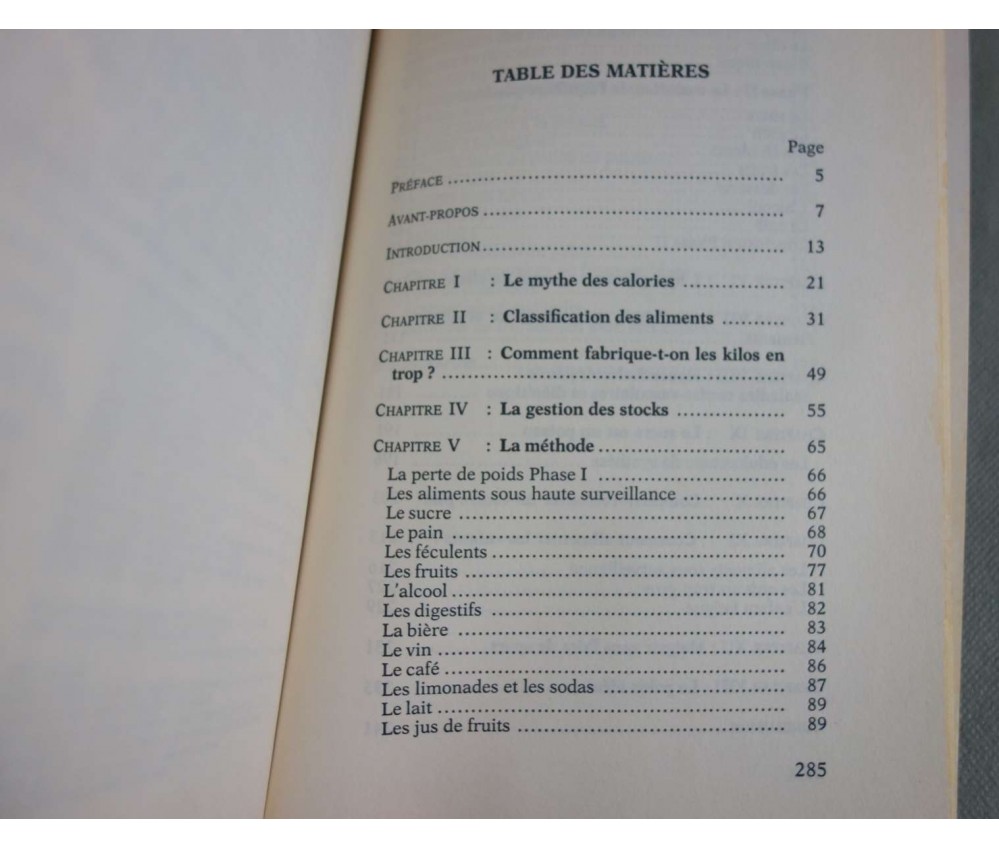 TABLE DES MATIÈRES
Page
PRÉFACE ........................................................ 5
AVANT-PROPOS .................................................. 7
INTRODUCTION .................................................. 13
CHAPITRE I : Le mythe des calories ................ 21
CHAPITRE II : Classification des aliments .......... 31
CHAPITRE III : Comment fabrique-t-on les kilos en
trop ? ........................................................ 49
CHAPITRE IV : La gestion des stocks ................. 55
CHAPITRE V : La méthode ............................. 65
La perte de poids Phase I ............................. 66
Les aliments sous haute surveillance ................ 66
Le sucre ..................................................... 67
Le pain ...................................................... 68
Les féculents ................................................ 70
Les fruits ................................................... 77
L'alcool ..................................................... 81
Les digestifs ................................................ 82
La bière ..................................................... 83
Le vin ....................................................... 84
Le café ...................................................... 86
Les limonades et les sodas ............................ 87
Le lait ...................................................... 89
Les jus de fruits ........................................... 89
285